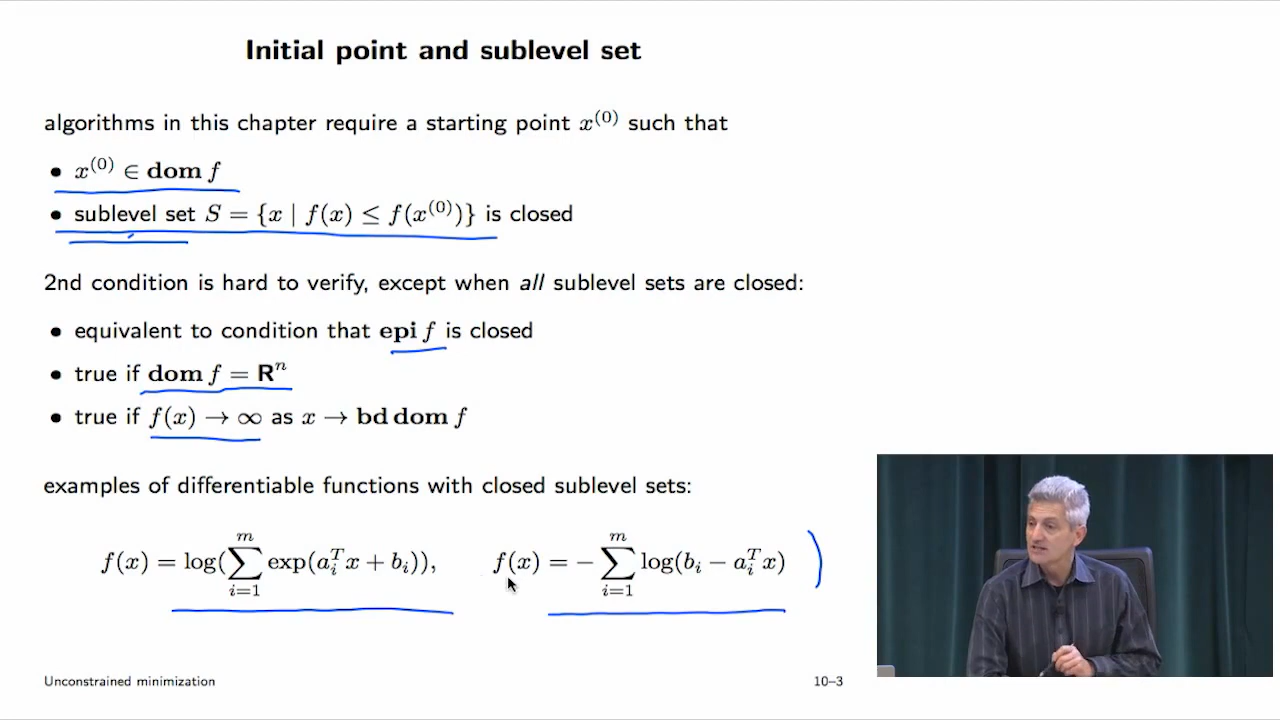 Initial point and sublevel set
algorithms in this chapter require a starting point x^{(0)} such that
• x^{(0)} ∈ dom f
• sublevel set S = {x | f(x) ≤ f(x^{(0)})} is closed
2nd condition is hard to verify, except when all sublevel sets are closed:
• equivalent to condition that epi f is closed
• true if dom f = R^n
• true if f(x) → ∞ as x → bd dom f
examples of differentiable functions with closed sublevel sets:
f(x) = log(∑_{i=1}^{m} exp(a_i^T x + b_i)), f(x) = −∑_{i=1}^{m} log(b_i − a_i^T x)
Unconstrained minimization 10–3